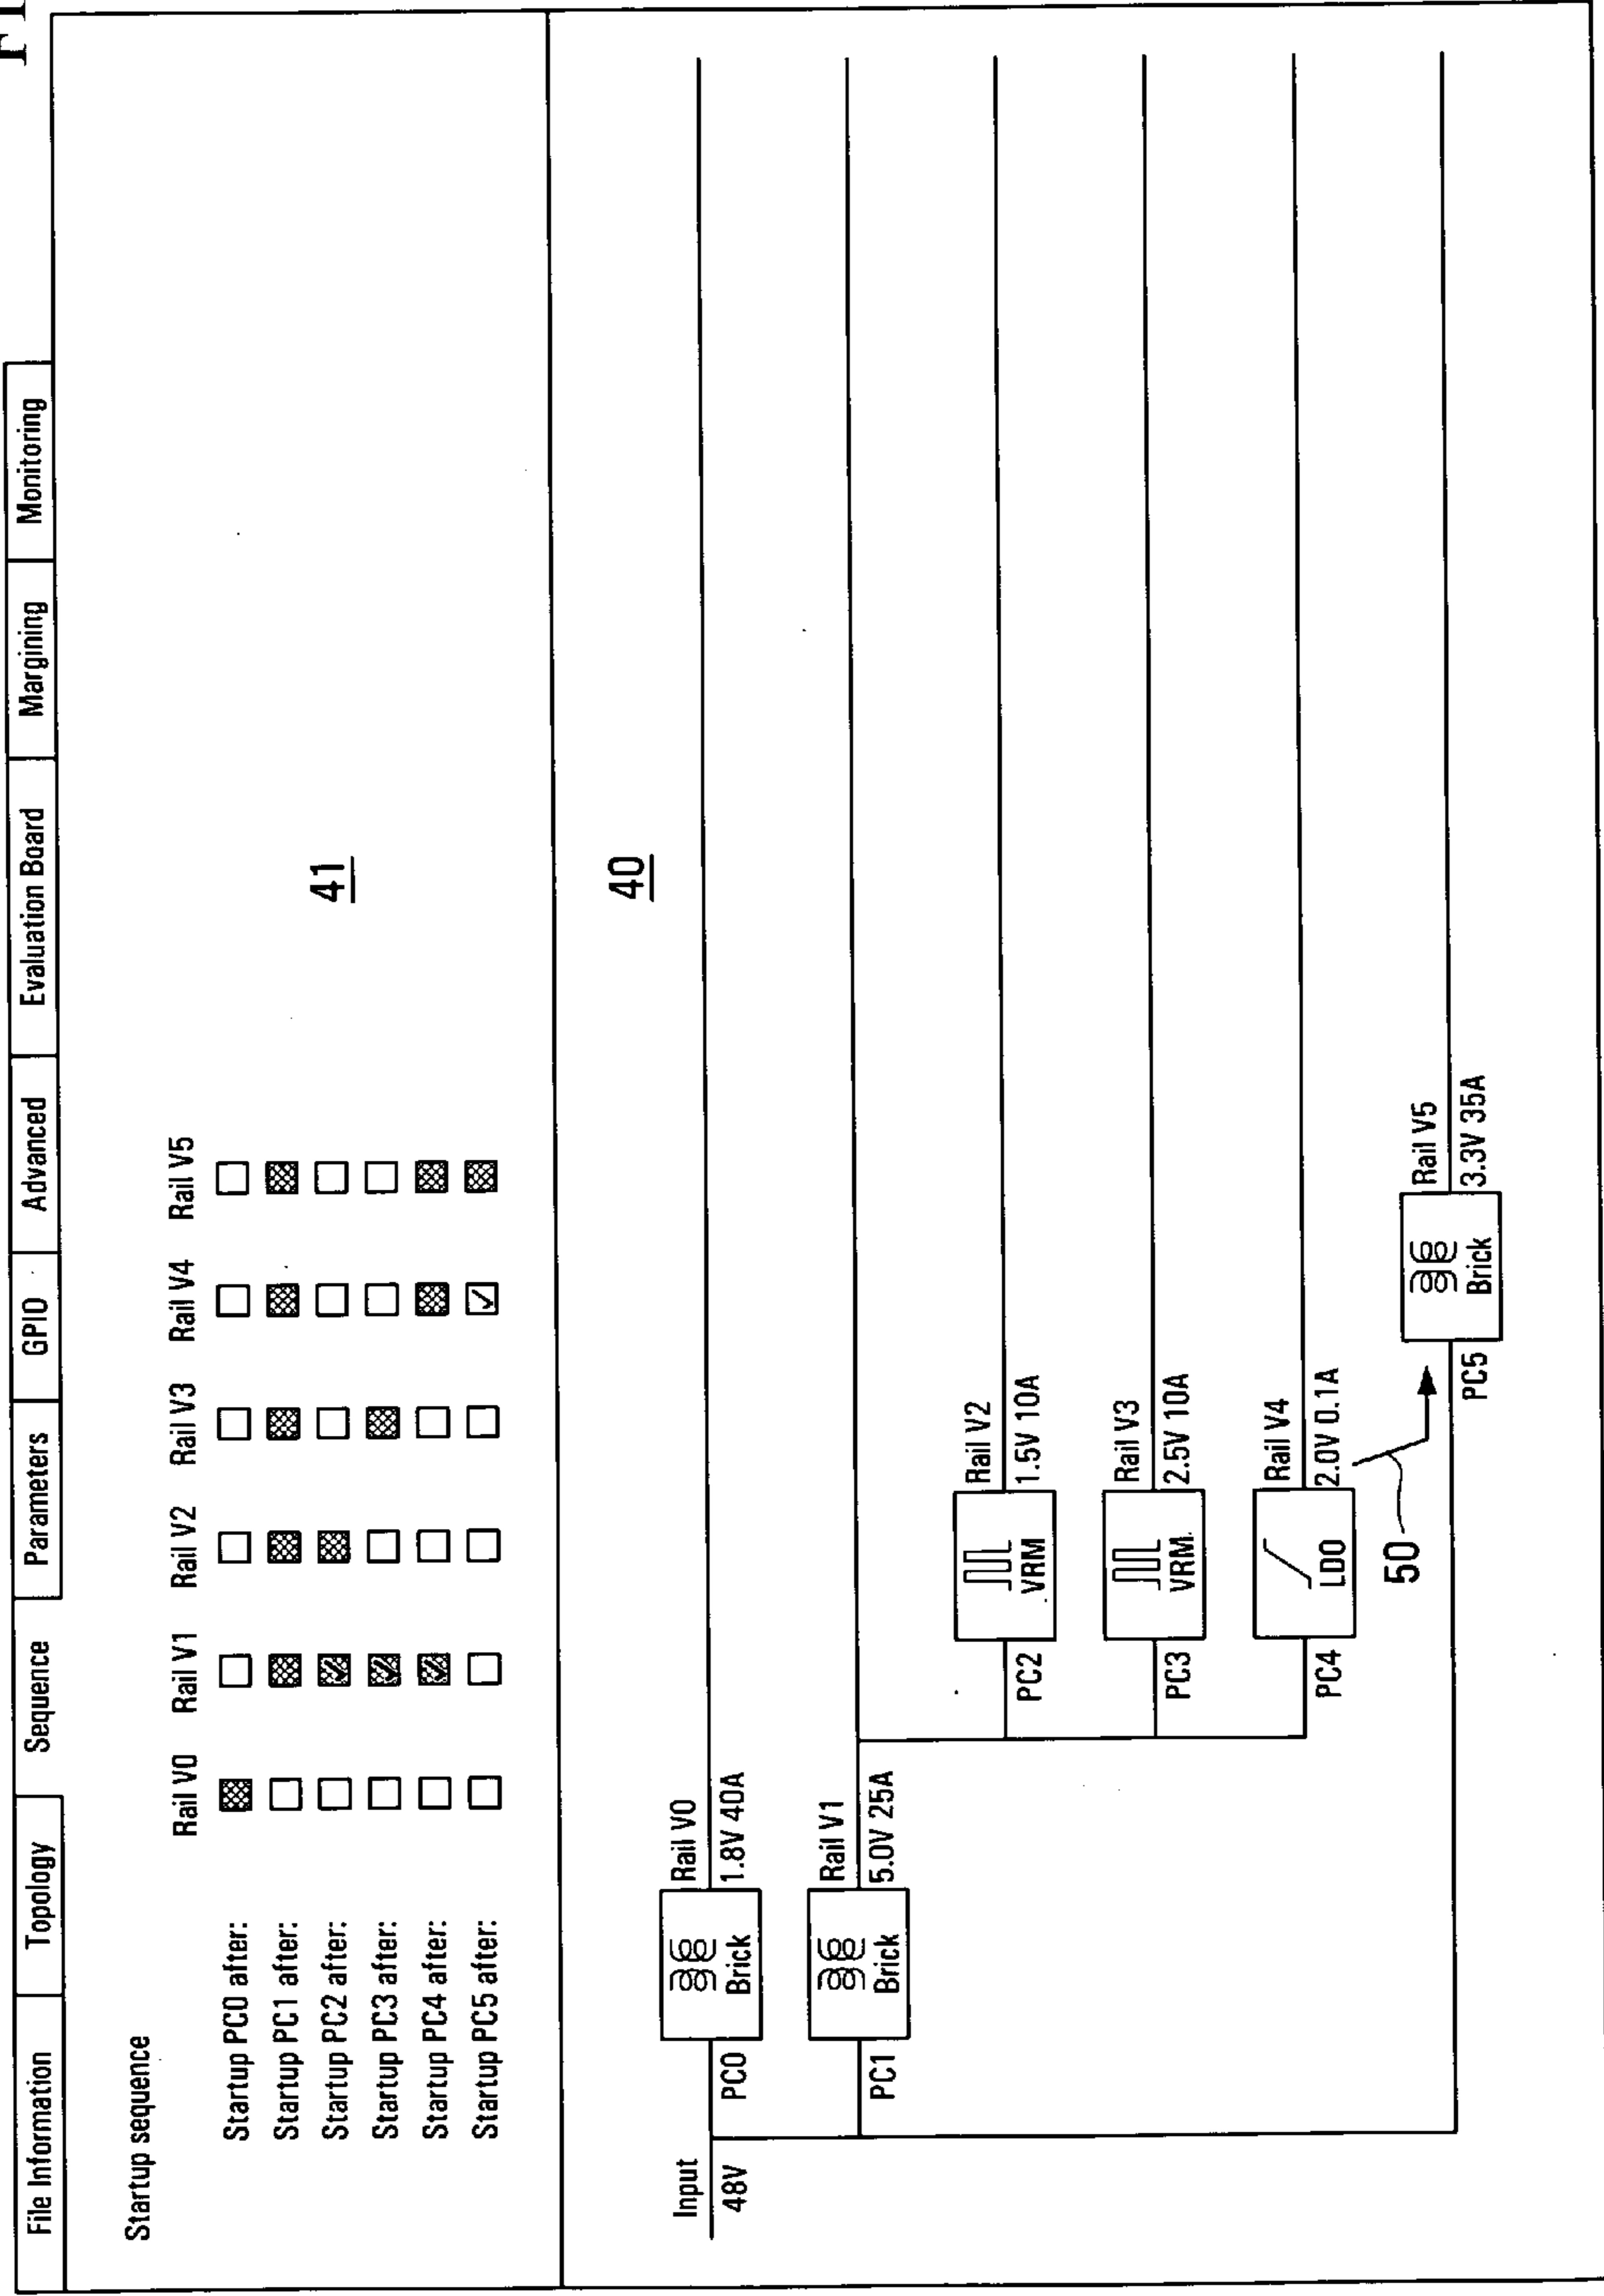 File Information
Topology
Sequence
Parameters
GPIO
Advanced
Evaluation Board
Margining
Monitoring
Startup sequence
Rail V0 Rail V1 Rail V2 Rail V3 Rail V4 Rail V5
Startup PC0 after:
Startup PC1 after:
Startup PC2 after:
Startup PC3 after:
Startup PC4 after:
Startup PC5 after:
41
40
Input
48V
PC0
Brick
Rail V0
1.8V 40A
PC1
Brick
Rail V1
5.0V 25A
PC2
VRM
Rail V2
1.5V 10A
PC3
VRM
Rail V3
2.5V 10A
PC4
LDO
Rail V4
2.0V 0.1A
50
PC5
Brick
Rail V5
3.3V 35A